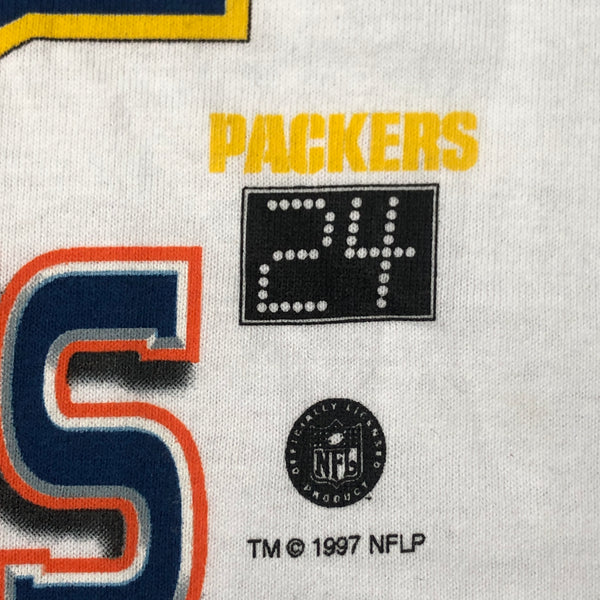 PACKERS
24
S
OFFICIALLY LICENSED
NFL
PRODUCT
TM © 1997 NFLP